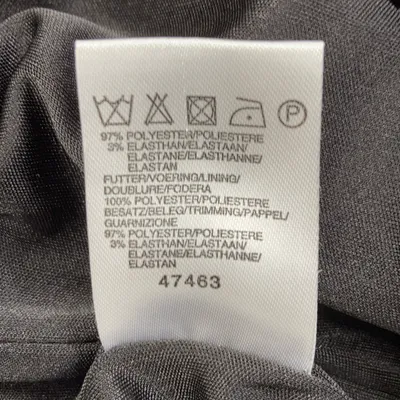 P
97% POLYESTER/POLIESTERE
3% ELASTHAN/ELASTAAN/
ELASTANE/ELASTHANNE/
ELASTAN
FUTTER/VOERING/LINING/
DOUBLURE/FODERA
100% POLYESTER/POLIESTERE
BESATZ/BELEG/TRIMMING/PAPPEL/
GUARNIZIONE
97% POLYESTER/POLIESTERE
3% ELASTHAN/ELASTAAN/
ELASTANE/ELASTHANNE/
ELASTAN
47463